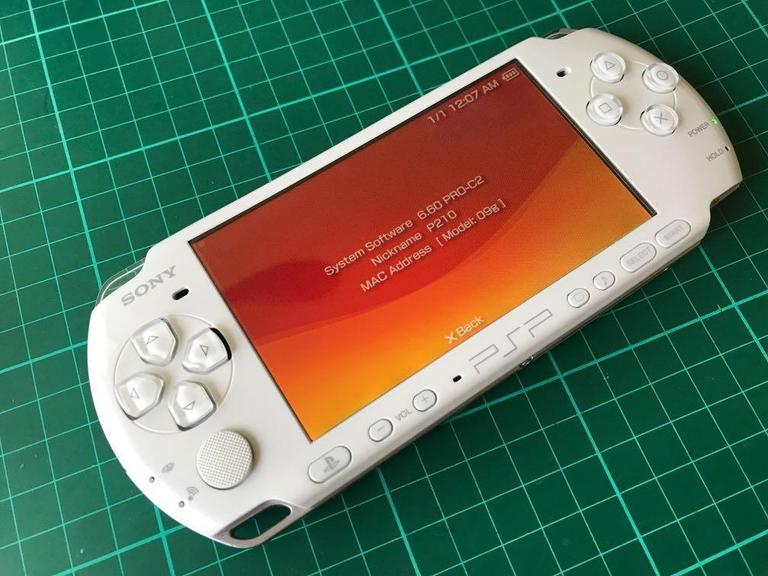 1/1 12:07 AM
System Software 6.60 PRO-C2
Nickname P210
MAC Address [ Model: 09g ]
X Back
SONY
POWER
HOLD
PSP
VOL
- +
SELECT
START